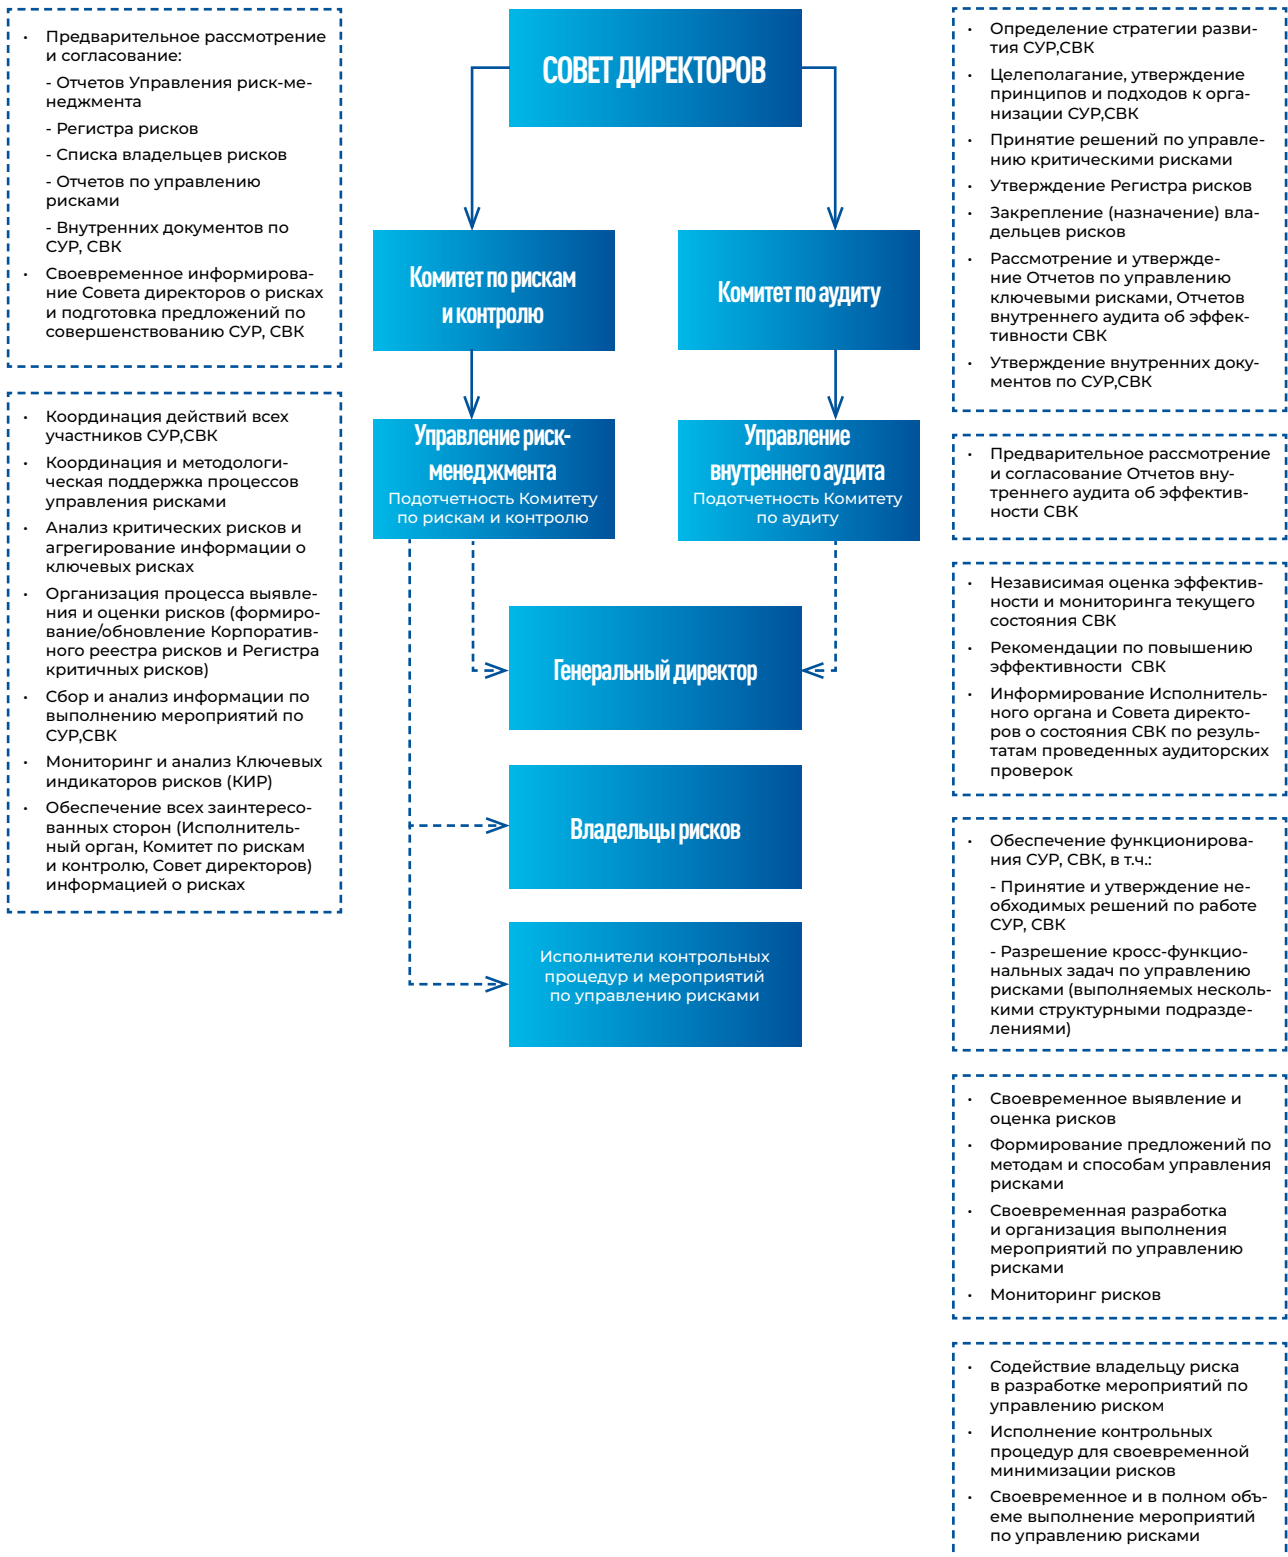 • Предварительное рассмотрение
и согласование:
- Отчетов Управления риск-ме-
неджмента
- Регистра рисков
- Списка владельцев рисков
- Отчетов по управлению
рисками
- Внутренних документов по
СУР, СВК
• Своевременное информирова-
ние Совета директоров о рисках
и подготовка предложений по
совершенствованию СУР, СВК
• Координация действий всех
участников СУР,СВК
• Координация и методологи-
ческая поддержка процессов
управления рисками
• Анализ критических рисков и
агрегирование информации о
ключевых рисках
• Организация процесса выявле-
ния и оценки рисков (формиро-
вание/обновление Корпоратив-
ного реестра рисков и Регистра
критичных рисков)
• Сбор и анализ информации по
выполнению мероприятий по
СУР,СВК
• Мониторинг и анализ Ключевых
индикаторов рисков (КИР)
• Обеспечение всех заинтересо-
ванных сторон (Исполнитель-
ный орган, Комитет по рискам
и контролю, Совет директоров)
информацией о рисках
СОВЕТ ДИРЕКТОРОВ
Комитет по рискам
и контролю
Комитет по аудиту
Управление риск-
менеджмента
Подотчетность Комитету
по рискам и контролю
Управление
внутреннего аудита
Подотчетность Комитету
по аудиту
Генеральный директор
Владельцы рисков
Исполнители контрольных
процедур и мероприятий
по управлению рисками
• Определение стратегии разви-
тия СУР,СВК
• Целеполагание, утверждение
принципов и подходов к орга-
низации СУР,СВК
• Принятие решений по управле-
нию критическими рисками
• Утверждение Регистра рисков
• Закрепление (назначение) вла-
дельцев рисков
• Рассмотрение и утвержде-
ние Отчетов по управлению
ключевыми рисками, Отчетов
внутреннего аудита об эффек-
тивности СВК
• Утверждение внутренних доку-
ментов по СУР,СВК
• Предварительное рассмотрение
и согласование Отчетов вну-
треннего аудита об эффектив-
ности СВК
• Независимая оценка эффектив-
ности и мониторинга текущего
состояния СВК
• Рекомендации по повышению
эффективности СВК
• Информирование Исполнитель-
ного органа и Совета директо-
ров о состояния СВК по резуль-
татам проведенных аудиторских
проверок
• Обеспечение функционирова-
ния СУР, СВК, в т.ч.:
- Принятие и утверждение не-
обходимых решений по работе
СУР, СВК
- Разрешение кросс-функцио-
нальных задач по управлению
рисками (выполняемых несколь-
кими структурными подразде-
лениями)
• Своевременное выявление и
оценка рисков
• Формирование предложений по
методам и способам управления
рисками
• Своевременная разработка
и организация выполнения
мероприятий по управлению
рисками
• Мониторинг рисков
• Содействие владельцу риска
в разработке мероприятий по
управлению риском
• Исполнение контрольных
процедур для своевременной
минимизации рисков
• Своевременное и в полном объ-
еме выполнение мероприятий
по управлению рисками